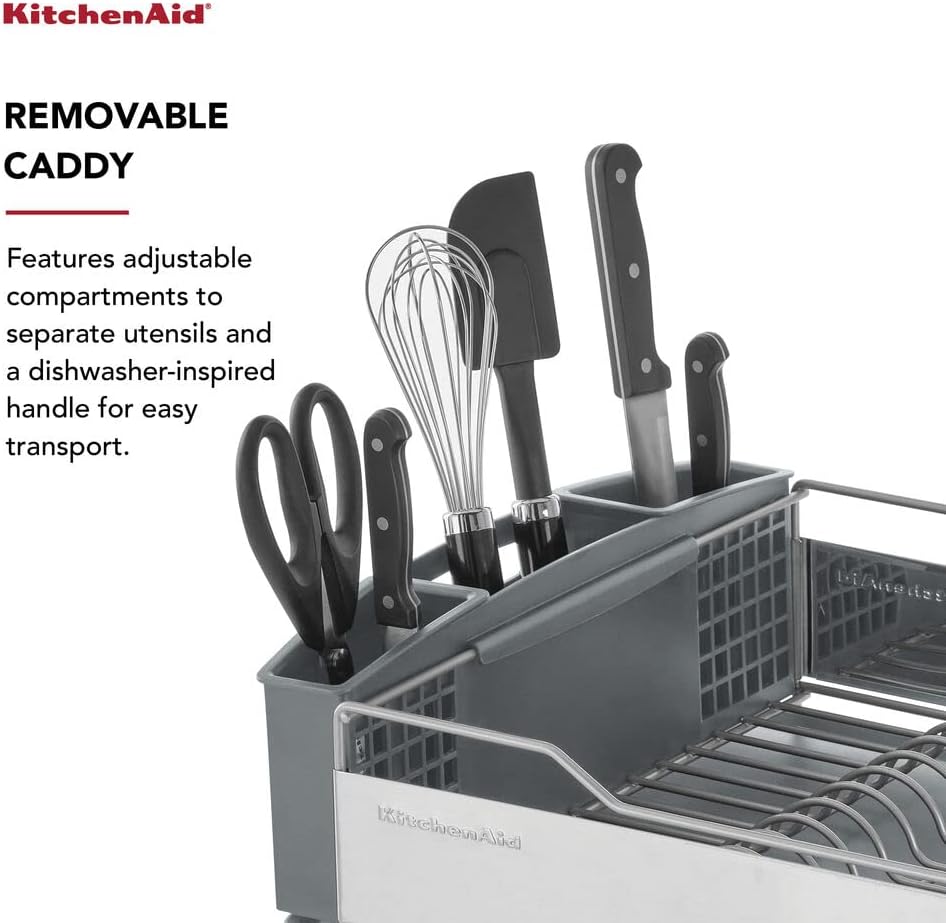 KitchenAid®
REMOVABLE
CADDY
Features adjustable
compartments to
separate utensils and
a dishwasher-inspired
handle for easy
transport.
KitchenAid